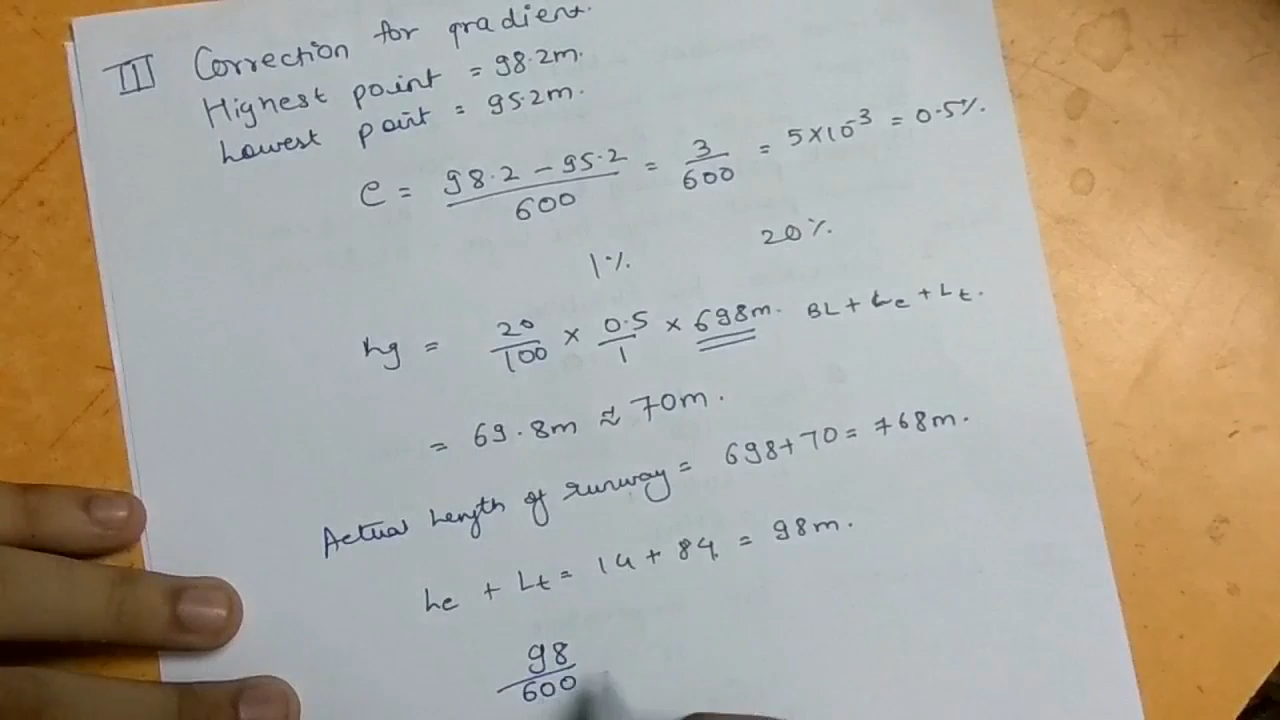 III Correction for gradient.
Highest point = 98.2m.
Lowest point = 95.2m.
e = 98.2 - 95.2 / 600 = 3 / 600 = 5×10⁻³ = 0.5%
1% 20%
Lg = 20/100 × 0.5/1 × 698m. BL + Le + Lt.
= 69.8m ≈ 70m.
Actual Length of runway = 698+70 = 768m.
Le + Lt = 14 + 84 = 98m.
98/600